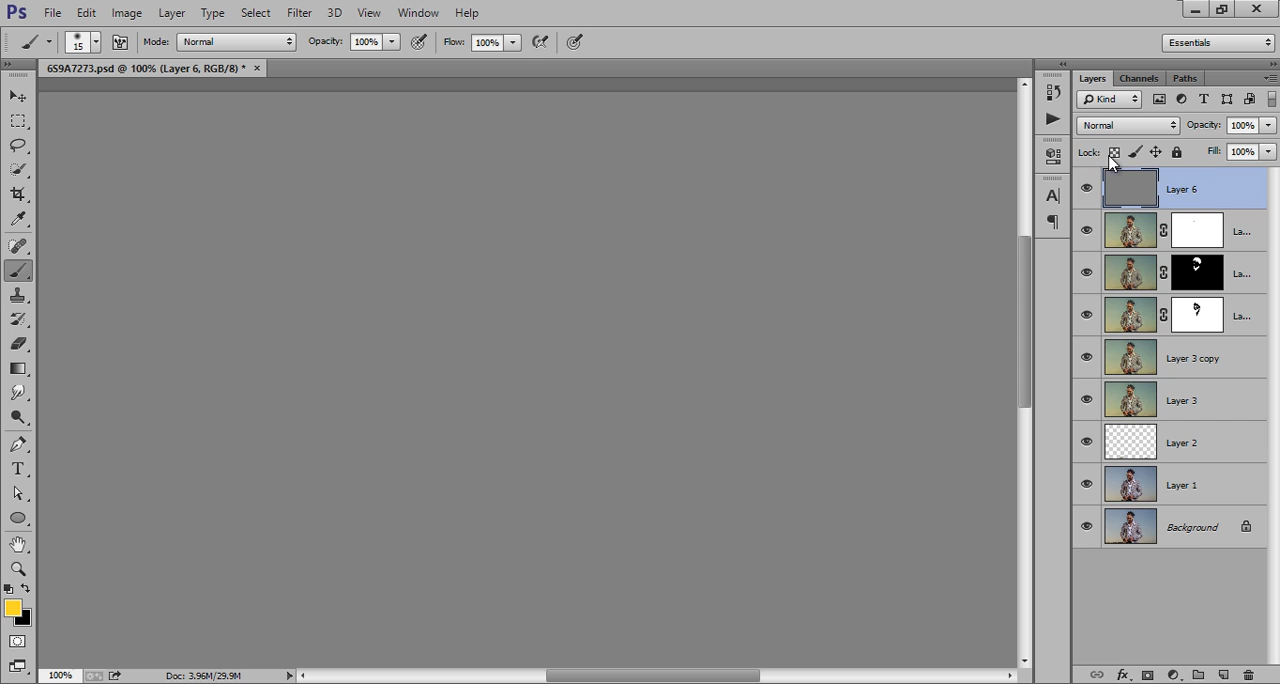 Ps File Edit Image Layer Type Select Filter 3D View Window Help
15 Mode: Normal Opacity: 100% Flow: 100% Essentials
6S9A7273.psd @ 100% (Layer 6, RGB/8) * ×
Layers Channels Paths
Kind
Normal Opacity: 100%
Lock: Fill: 100%
Layer 6
La...
La...
La...
Layer 3 copy
Layer 3
Layer 2
Layer 1
Background
100% Doc: 3.96M/29.9M